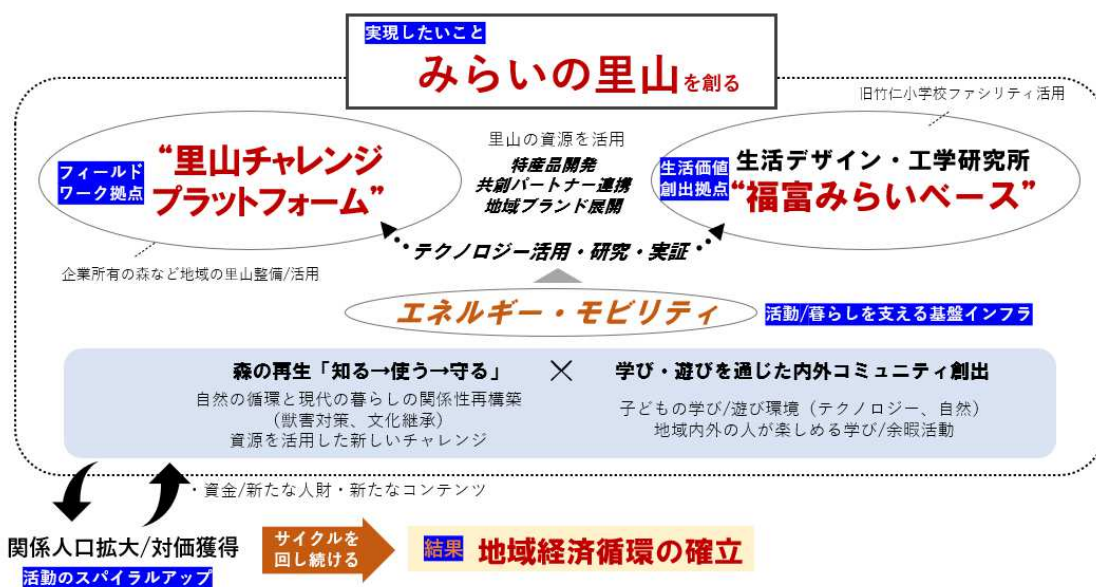 実現したいこと
みらいの里山を創る
旧竹仁小学校ファシリティ活用
フィールド
ワーク拠点
“里山チャレンジ
プラットフォーム”
企業所有の森など地域の里山整備/活用
里山の資源を活用
特産品開発
共創パートナー連携
地域ブランド展開
生活価値
創出拠点
生活デザイン・工学研究所
“福富みらいベース”
テクノロジー活用・研究・実証
エネルギー・モビリティ
活動/暮らしを支える基盤インフラ
森の再生「知る→使う→守る」
自然の循環と現代の暮らしの関係性再構築
(獣害対策、文化継承)
資源を活用した新しいチャレンジ
×
学び・遊びを通じた内外コミュニティ創出
子どもの学び/遊び環境(テクノロジー、自然)
地域内外の人が楽しめる学び/余暇活動
・資金/新たな人財・新たなコンテンツ
関係人口拡大/対価獲得
活動のスパイラルアップ
サイクルを
回し続ける
結果 地域経済循環の確立